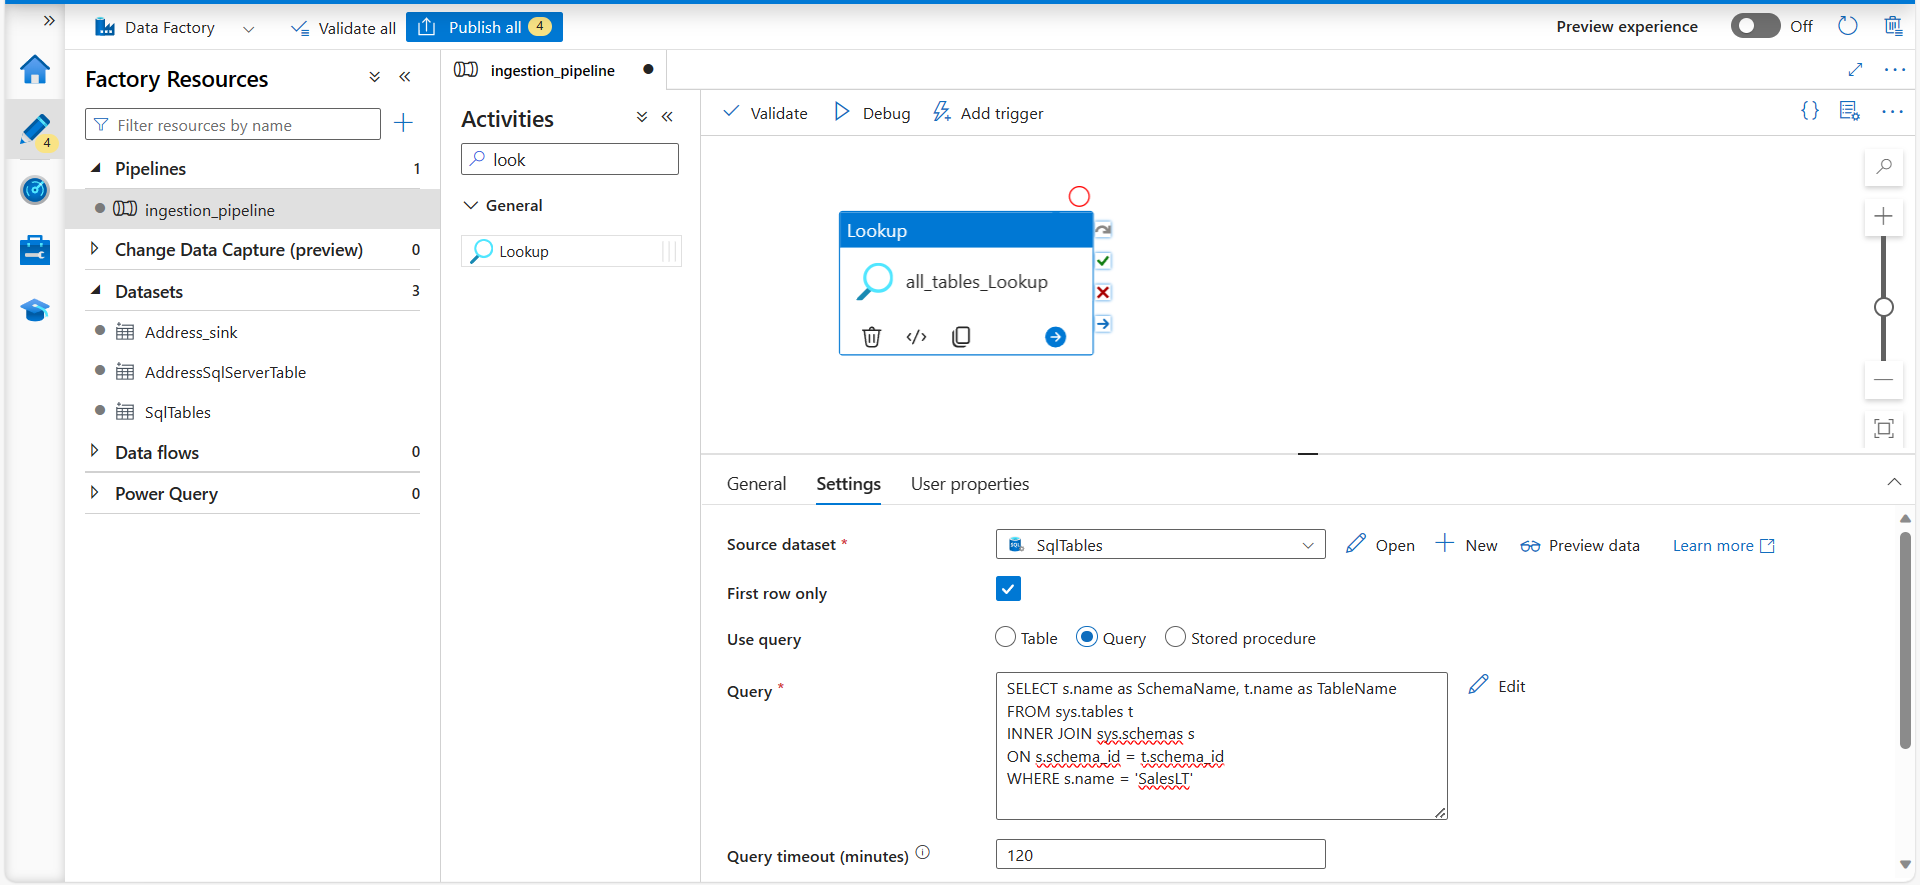 Data Factory
Validate all
Publish all 4
Preview experience
Off
4
Factory Resources
Filter resources by name
Pipelines 1
ingestion_pipeline
Change Data Capture (preview) 0
Datasets 3
Address_sink
AddressSqlServerTable
SqlTables
Data flows 0
Power Query 0
ingestion_pipeline
Activities
look
General
Lookup
Validate
Debug
Add trigger
Lookup
all_tables_Lookup
General
Settings
User properties
Source dataset *
SqlTables
Open
New
Preview data
Learn more
First row only
Use query
Table
Query
Stored procedure
Query *
SELECT s.name as SchemaName, t.name as TableName
FROM sys.tables t
INNER JOIN sys.schemas s
ON s.schema_id = t.schema_id
WHERE s.name = 'SalesLT'
Edit
Query timeout (minutes)
120